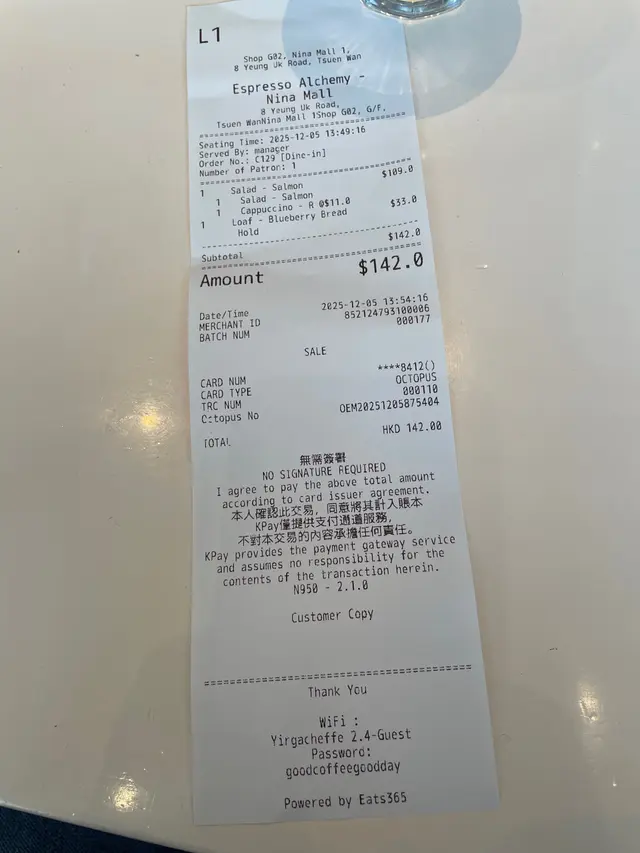 L1
Shop G02, Nina Mall 1,
8 Yeung Uk Road, Tsuen Wan
Espresso Alchemy -
Nina Mall
8 Yeung Uk Road,
Tsuen WanNina Mall 1Shop G02, G/F,
Seating Time: 2025-12-05 13:49:16
Served By: manager
Order No.: C129 [Dine-in]
Number of Patron: 1
1 Salad - Salmon $109.0
1 Salad - Salmon
1 Cappuccino - R @$11.0
1 Loaf - Blueberry Bread $33.0
Hold
Subtotal $142.0
Amount $142.0
Date/Time 2025-12-05 13:54:16
MERCHANT ID 852124793100006
BATCH NUM 000177
SALE
CARD NUM ****8412()
CARD TYPE OCTOPUS
TRC NUM 000110
Octopus No OEM20251205875404
TOTAL HKD 142.00
無需簽署
NO SIGNATURE REQUIRED
I agree to pay the above total amount
according to card issuer agreement.
本人確認此交易, 同意將其計入賬本
KPay僅提供支付通道服務,
不對本交易的内容承擔任何責任。
KPay provides the payment gateway service
and assumes no responsibility for the
contents of the transaction herein.
N950 - 2.1.0
Customer Copy
Thank You
WiFi :
Yirgacheffe 2.4-Guest
Password:
goodcoffeegoodday
Powered by Eats365